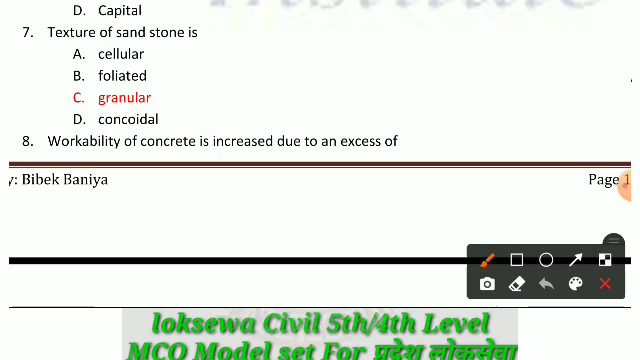 D. Capital
7. Texture of sand stone is
A. cellular
B. foliated
C. granular
D. concoidal
8. Workability of concrete is increased due to an excess of
y: Bibek Baniya
Page 1
loksewa Civil 5th/4th Level
MCQ Model set For प्रदेश लोकसेवा